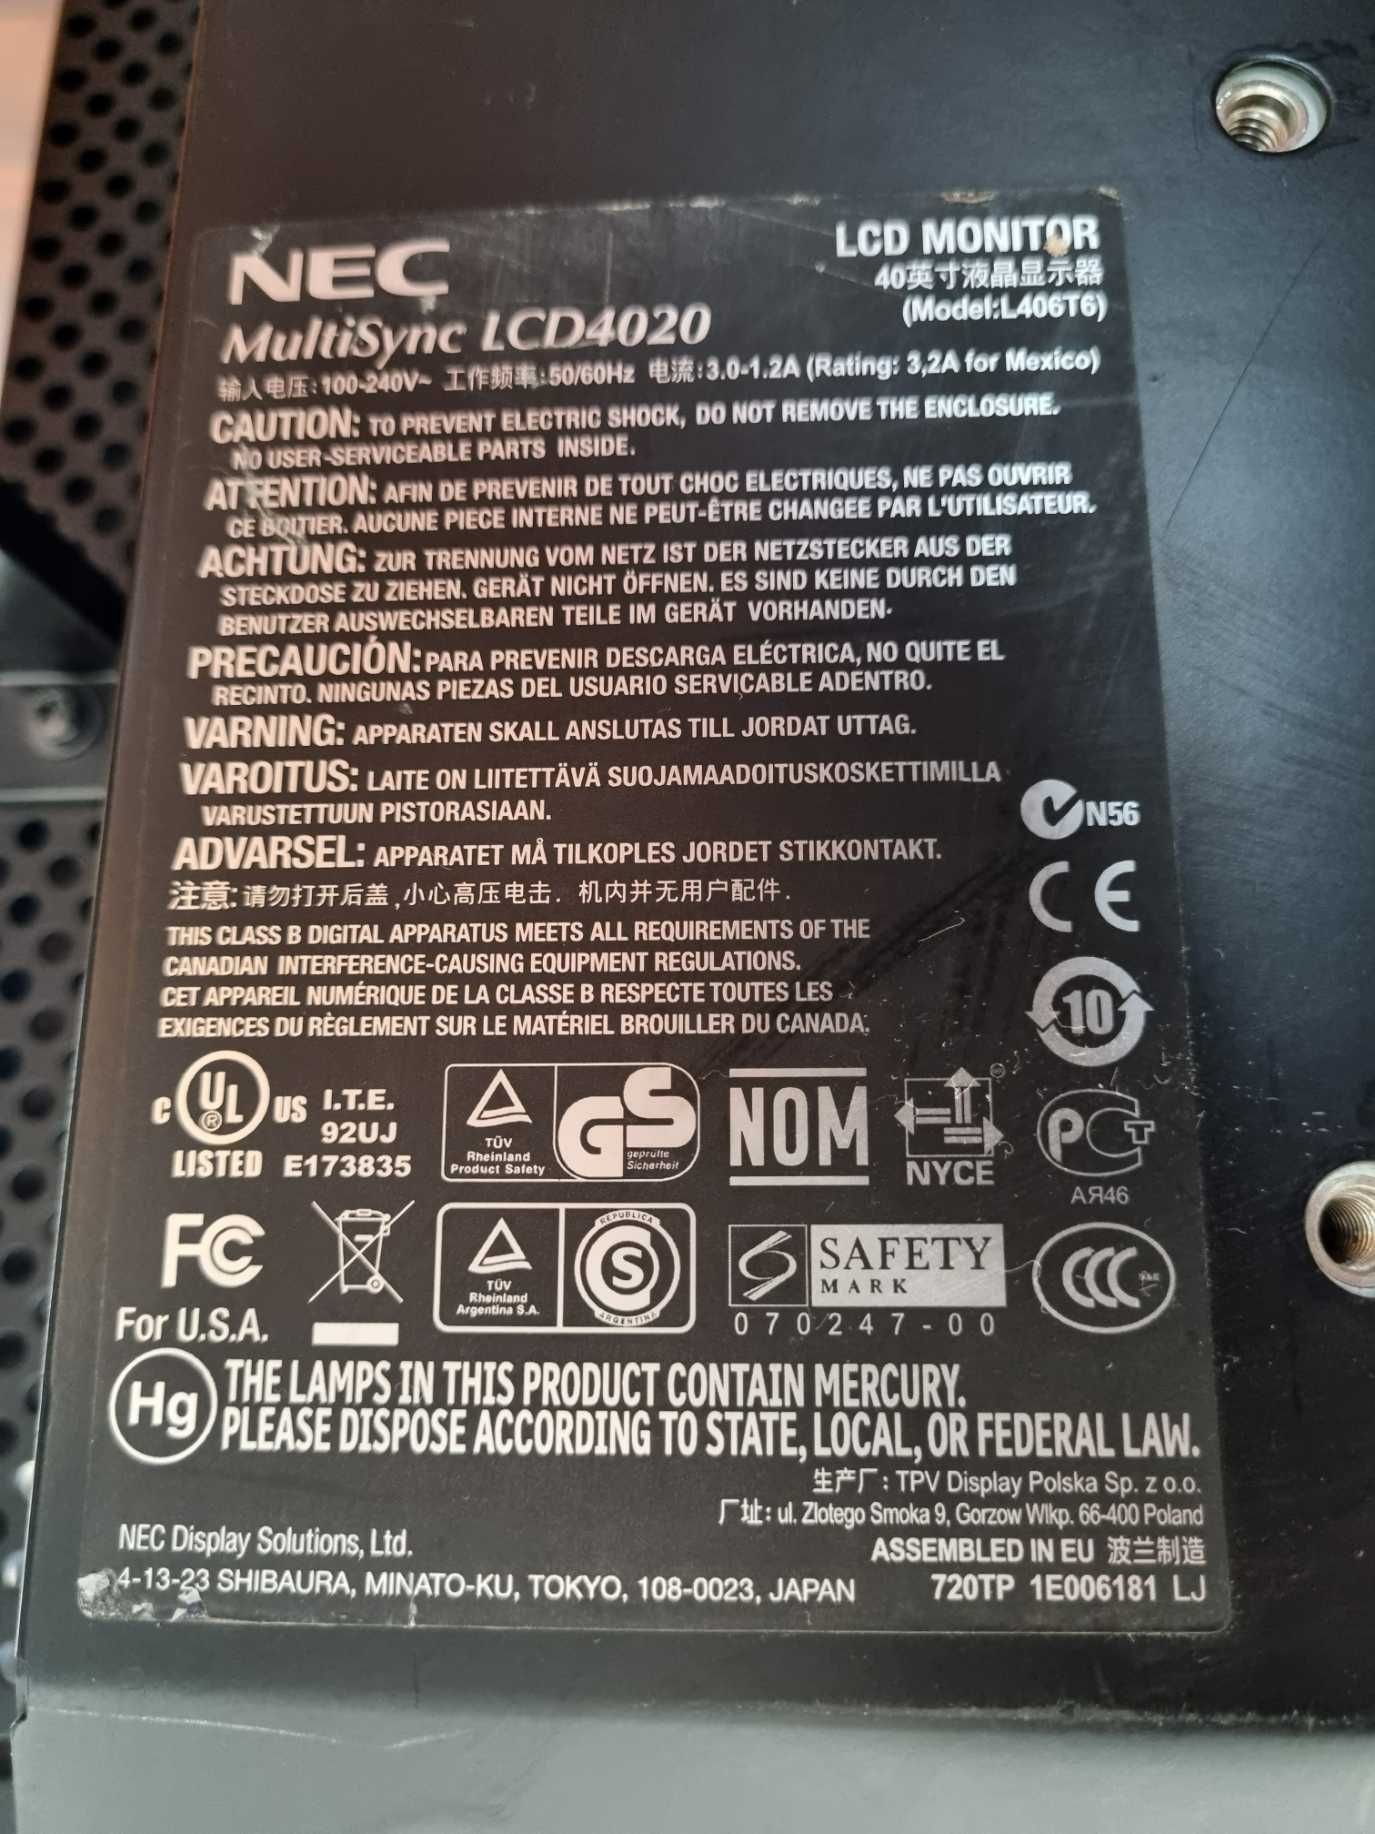 NEC
LCD MONITOR
40英寸液晶显示器
(Model:L406T6)
MultiSync LCD4020
输入电压:100-240V~ 工作频率:50/60Hz 电流:3.0-1.2A (Rating: 3,2A for Mexico)
CAUTION: TO PREVENT ELECTRIC SHOCK, DO NOT REMOVE THE ENCLOSURE.
NO USER-SERVICEABLE PARTS INSIDE.
ATTENTION: AFIN DE PREVENIR DE TOUT CHOC ELECTRIQUES, NE PAS OUVRIR
CE BOITIER. AUCUNE PIECE INTERNE NE PEUT-ÊTRE CHANGEE PAR L'UTILISATEUR.
ACHTUNG: ZUR TRENNUNG VOM NETZ IST DER NETZSTECKER AUS DER
STECKDOSE ZU ZIEHEN. GERÄT NICHT ÖFFNEN. ES SIND KEINE DURCH DEN
BENUTZER AUSWECHSELBAREN TEILE IM GERÄT VORHANDEN.
PRECAUCIÓN: PARA PREVENIR DESCARGA ELÉCTRICA, NO QUITE EL
RECINTO. NINGUNAS PIEZAS DEL USUARIO SERVICABLE ADENTRO.
VARNING: APPARATEN SKALL ANSLUTAS TILL JORDAT UTTAG.
VAROITUS: LAITE ON LIITETTÄVÄ SUOJAMAADOITUSKOSKETTIMILLA
VARUSTETTUUN PISTORASIAAN.
N56
ADVARSEL: APPARATET MÅ TILKOPLES JORDET STIKKONTAKT.
注意: 请勿打开后盖,小心高压电击. 机内并无用户配件.
CE
THIS CLASS B DIGITAL APPARATUS MEETS ALL REQUIREMENTS OF THE
CANADIAN INTERFERENCE-CAUSING EQUIPMENT REGULATIONS.
CET APPAREIL NUMÉRIQUE DE LA CLASSE B RESPECTE TOUTES LES
EXIGENCES DU RÈGLEMENT SUR LE MATÉRIEL BROUILLER DU CANADA.
10
C UL ® US
LISTED
I.T.E.
92UJ
E173835
TÜV
Rheinland
Product Safety
GS
geprüfte
Sicherheit
NOM
NYCE
PCT
АЯ46
FC
For U.S.A.
TÜV
Rheinland
Argentina S.A.
REPUBLICA
S
ARGENTINA
SAFETY
MARK
070247-00
CCC
S&E
Hg
THE LAMPS IN THIS PRODUCT CONTAIN MERCURY.
PLEASE DISPOSE ACCORDING TO STATE, LOCAL, OR FEDERAL LAW.
生产厂: TPV Display Polska Sp. z o.o.
厂址: ul. Zlotego Smoka 9, Gorzow Wlkp. 66-400 Poland
NEC Display Solutions, Ltd.
4-13-23 SHIBAURA, MINATO-KU, TOKYO, 108-0023, JAPAN
ASSEMBLED IN EU 波兰制造
720TP 1E006181 LJ